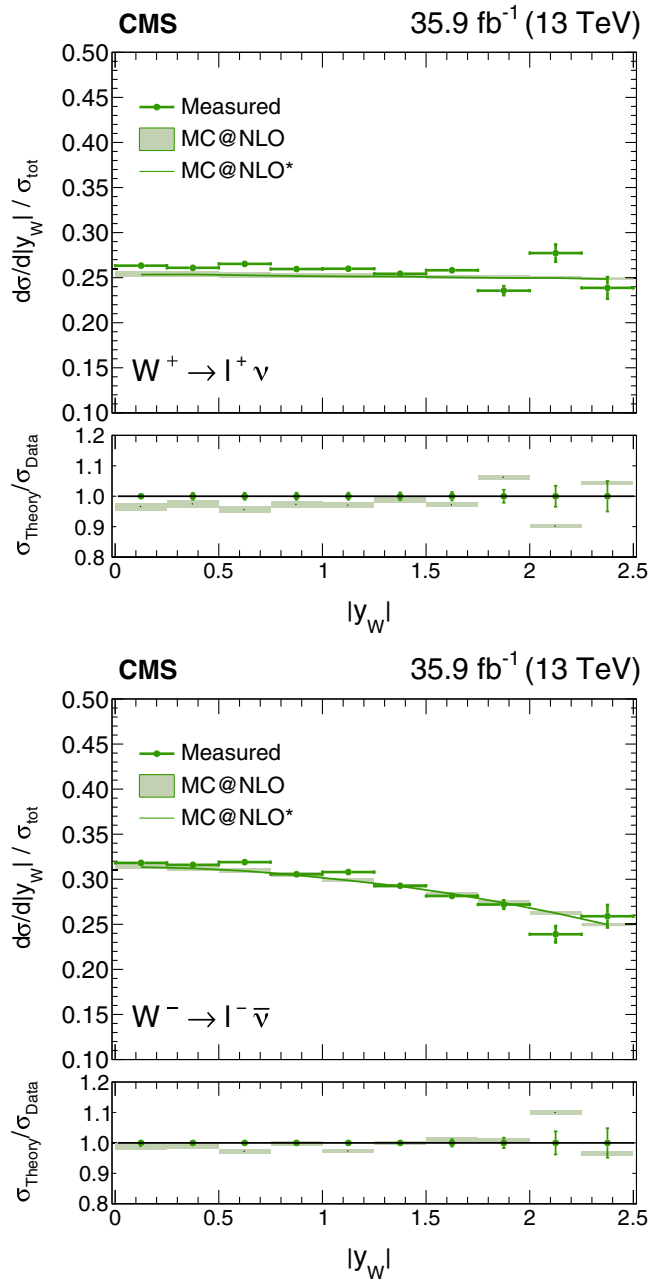 CMS 35.9 fb⁻¹ (13 TeV)
0.50
0.45
0.40
0.35
0.30
0.25
0.20
0.15
0.10
dσ/d|y_W| / σ_tot
Measured
MC@NLO
MC@NLO*
W⁺ → l⁺ ν
1.2
1.1
1.0
0.9
0.8
σ_Theory/σ_Data
0 0.5 1 1.5 2 2.5
|y_W|
CMS 35.9 fb⁻¹ (13 TeV)
0.50
0.45
0.40
0.35
0.30
0.25
0.20
0.15
0.10
dσ/d|y_W| / σ_tot
Measured
MC@NLO
MC@NLO*
W⁻ → l⁻ ν̄
1.2
1.1
1.0
0.9
0.8
σ_Theory/σ_Data
0 0.5 1 1.5 2 2.5
|y_W|